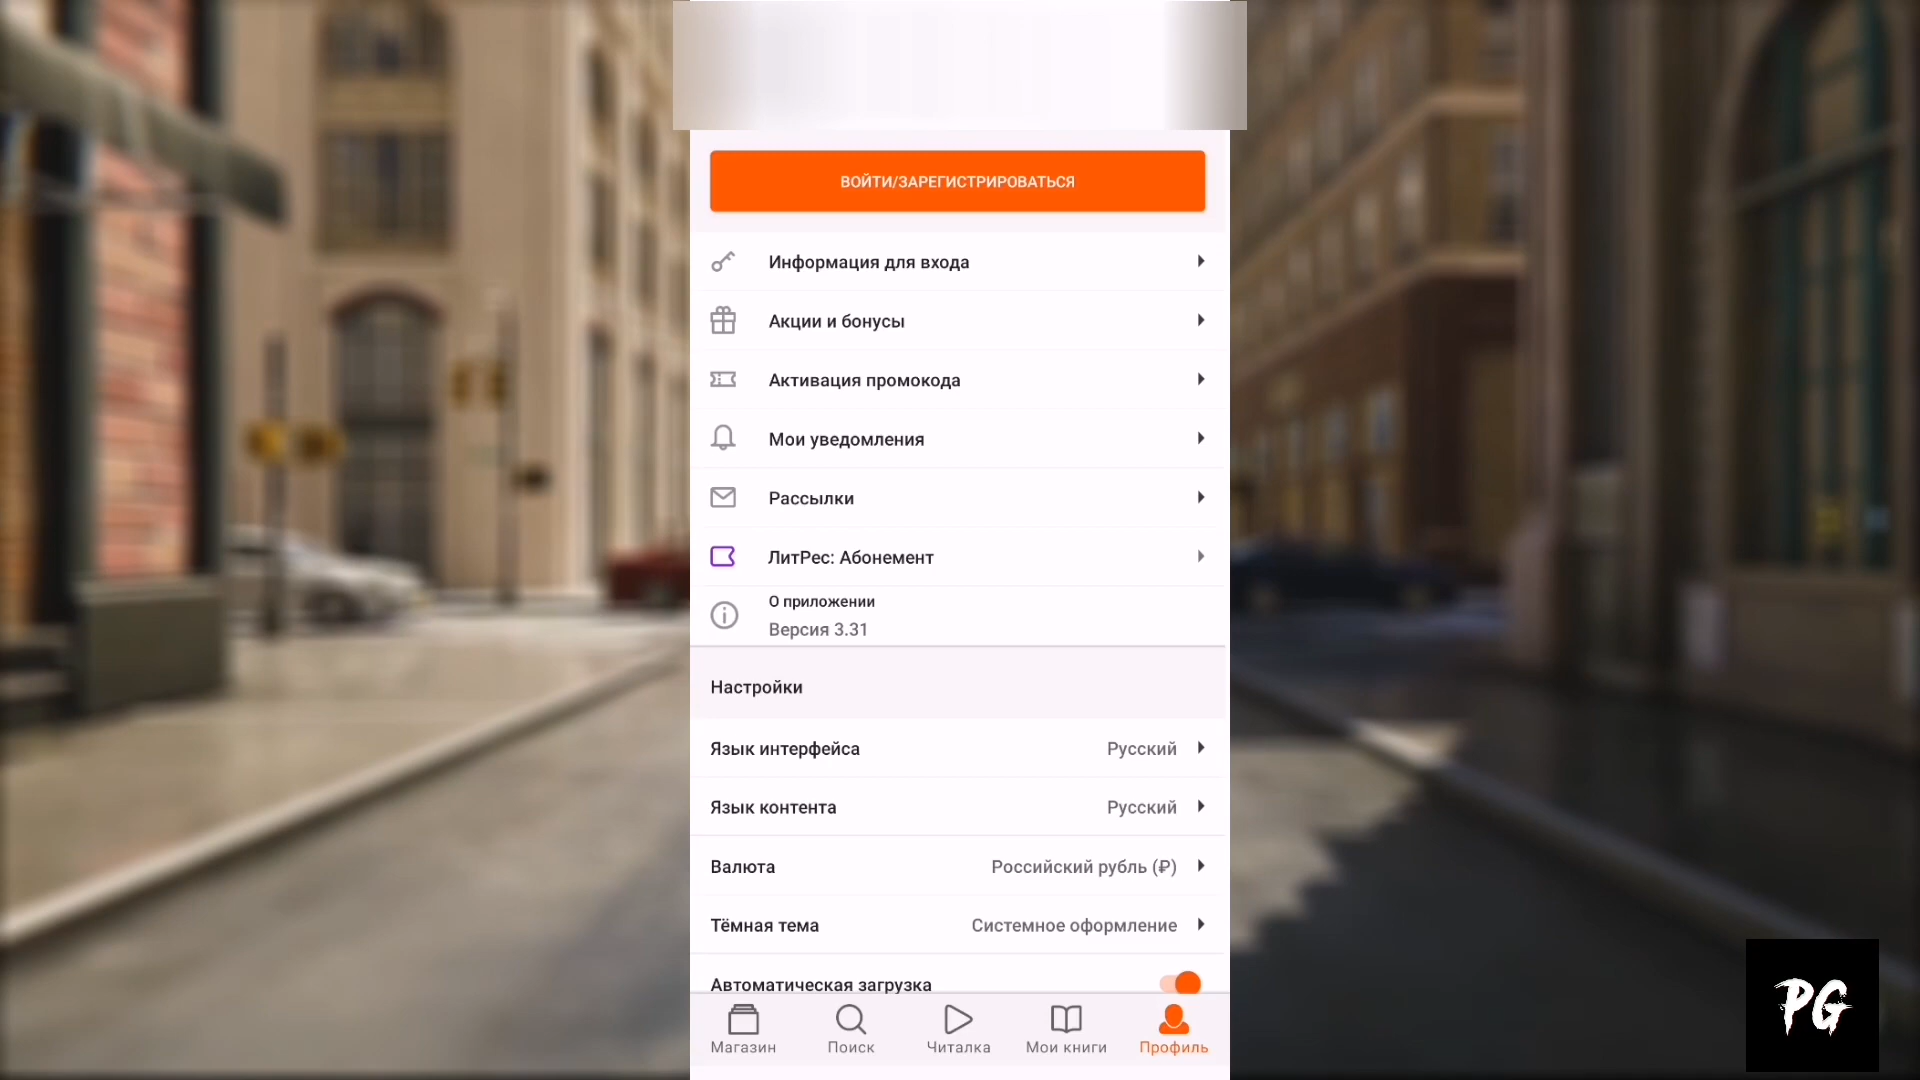 ВОЙТИ/ЗАРЕГИСТРИРОВАТЬСЯ
Информация для входа
Акции и бонусы
Активация промокода
Мои уведомления
Рассылки
ЛитРес: Абонемент
О приложении
Версия 3.31
Настройки
Язык интерфейса Русский
Язык контента Русский
Валюта Российский рубль (₽)
Тёмная тема Системное оформление
Автоматическая загрузка
Магазин Поиск Читалка Мои книги Профиль
PG